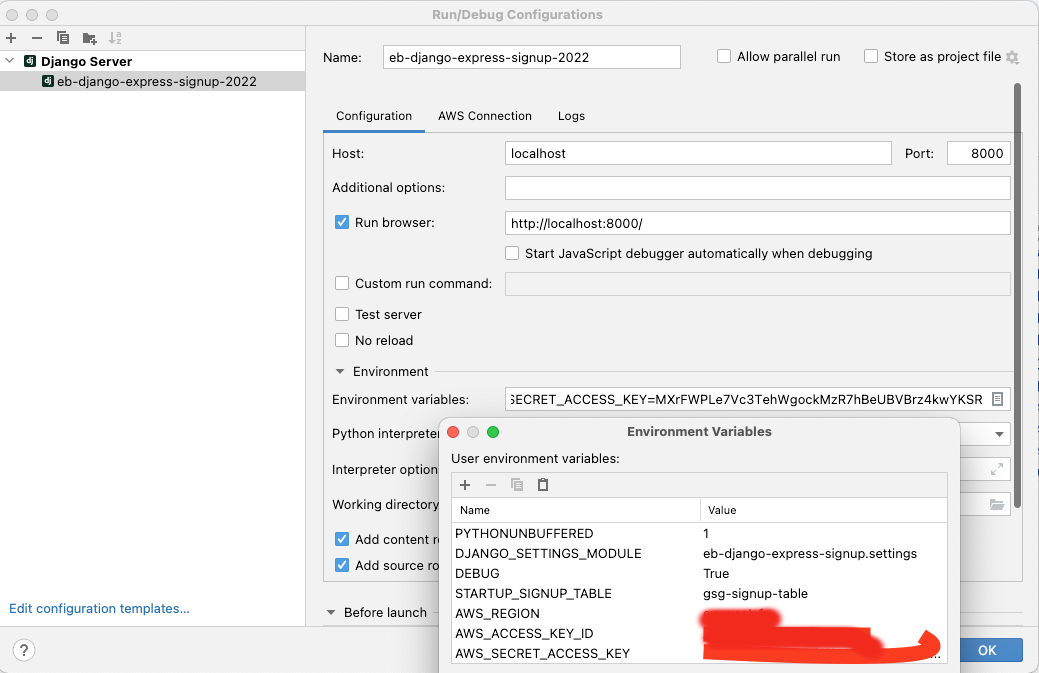 Run/Debug Configurations
Django Server
eb-django-express-signup-2022
Name:
eb-django-express-signup-2022
Allow parallel run
Store as project file
Configuration
AWS Connection
Logs
Host:
localhost
Port:
8000
Additional options:
Run browser:
http://localhost:8000/
Start JavaScript debugger automatically when debugging
Custom run command:
Test server
No reload
Environment
Environment variables:
SECRET_ACCESS_KEY=MXrFWPLe7Vc3TehWgockMzR7hBeUBVBrz4kwYKSR
Python interpreter
Interpreter option
Working directory
Add content r
Add source ro
Before launch
Environment Variables
User environment variables:
Name Value
PYTHONUNBUFFERED 1
DJANGO_SETTINGS_MODULE eb-django-express-signup.settings
DEBUG True
STARTUP_SIGNUP_TABLE gsg-signup-table
AWS_REGION
AWS_ACCESS_KEY_ID
AWS_SECRET_ACCESS_KEY ...
Edit configuration templates...
?
OK